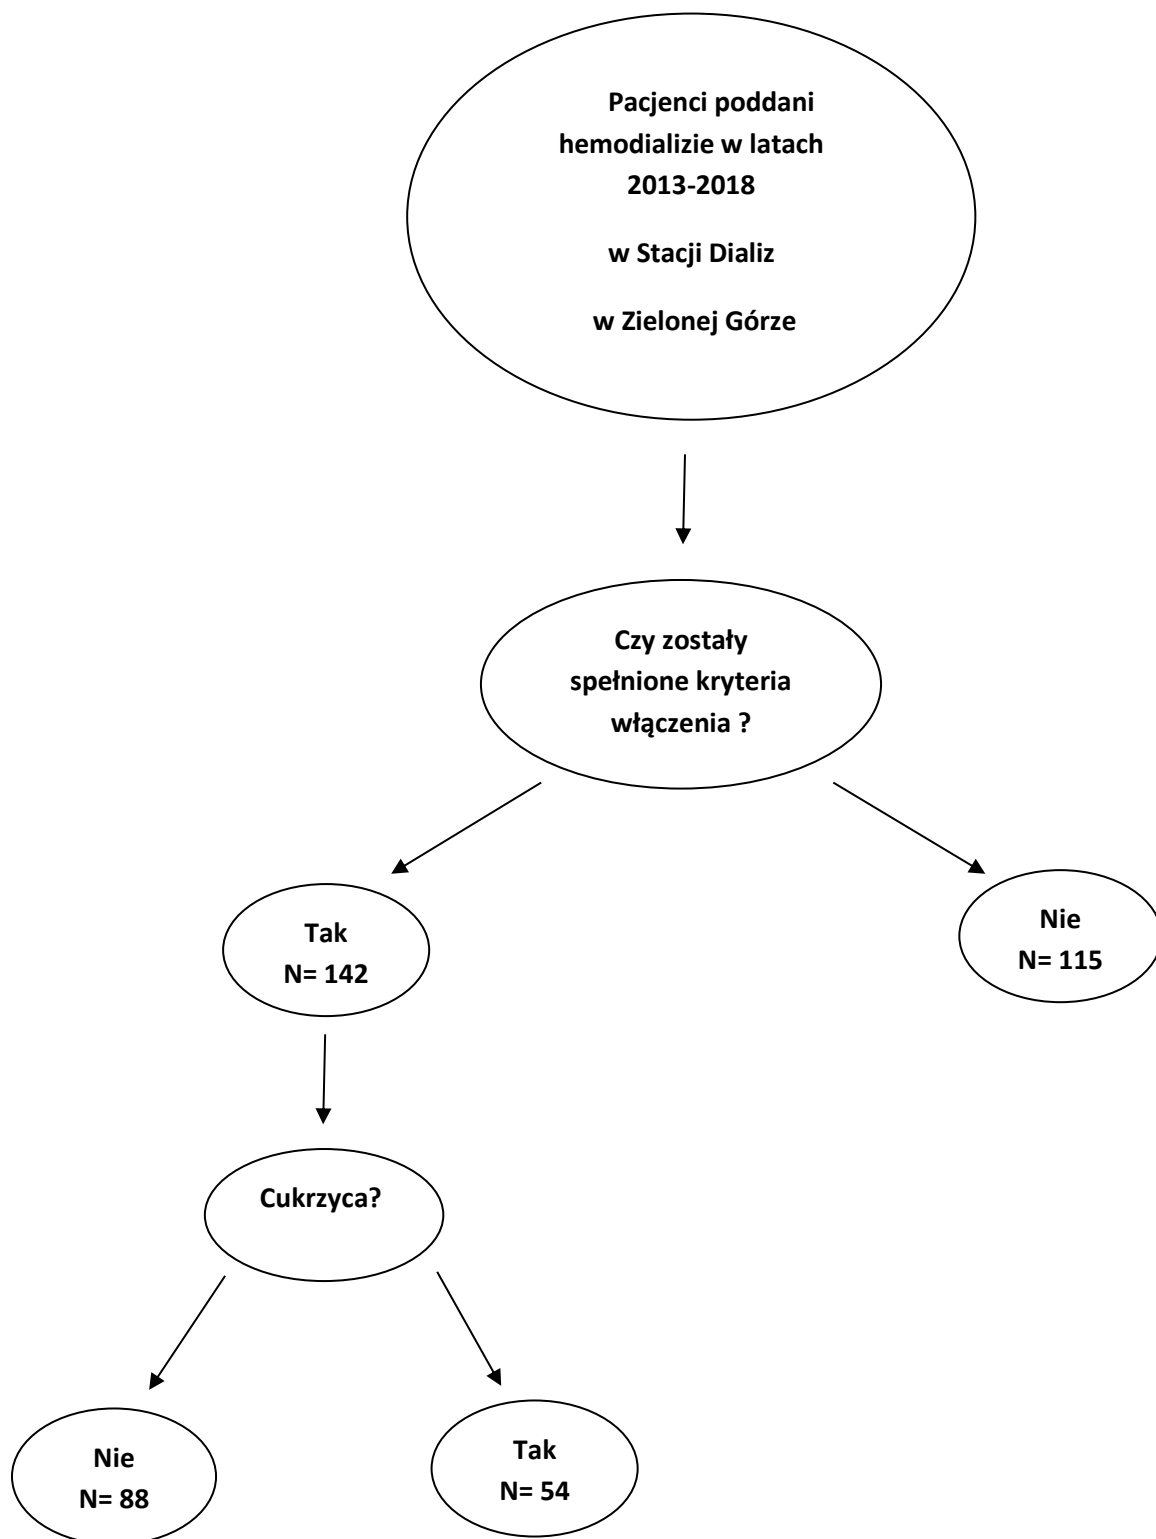 Pacjenci poddani
hemodializie w latach
2013-2018
w Stacji Dializ
w Zielonej Górze
Czy zostały
spełnione kryteria
włączenia ?
Tak
N= 142
Nie
N= 115
Cukrzyca?
Nie
N= 88
Tak
N= 54